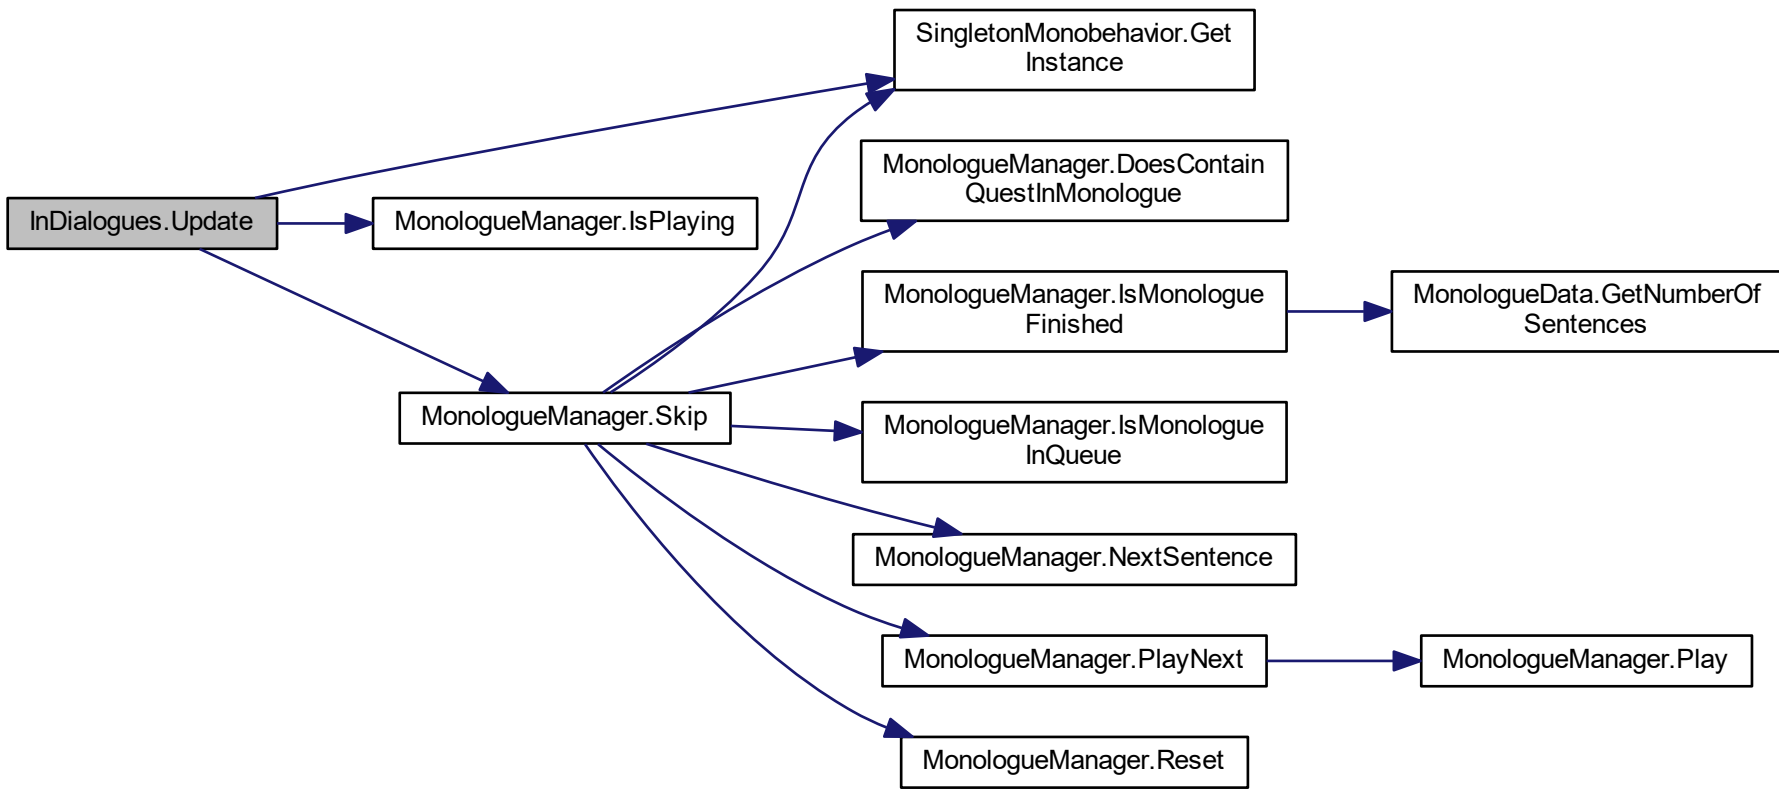 InDialogues.Update
SingletonMonobehavior.Get
Instance
MonologueManager.IsPlaying
MonologueManager.Skip
MonologueManager.DoesContain
QuestInMonologue
MonologueManager.IsMonologue
Finished
MonologueData.GetNumberOf
Sentences
MonologueManager.IsMonologue
InQueue
MonologueManager.NextSentence
MonologueManager.PlayNext
MonologueManager.Play
MonologueManager.Reset